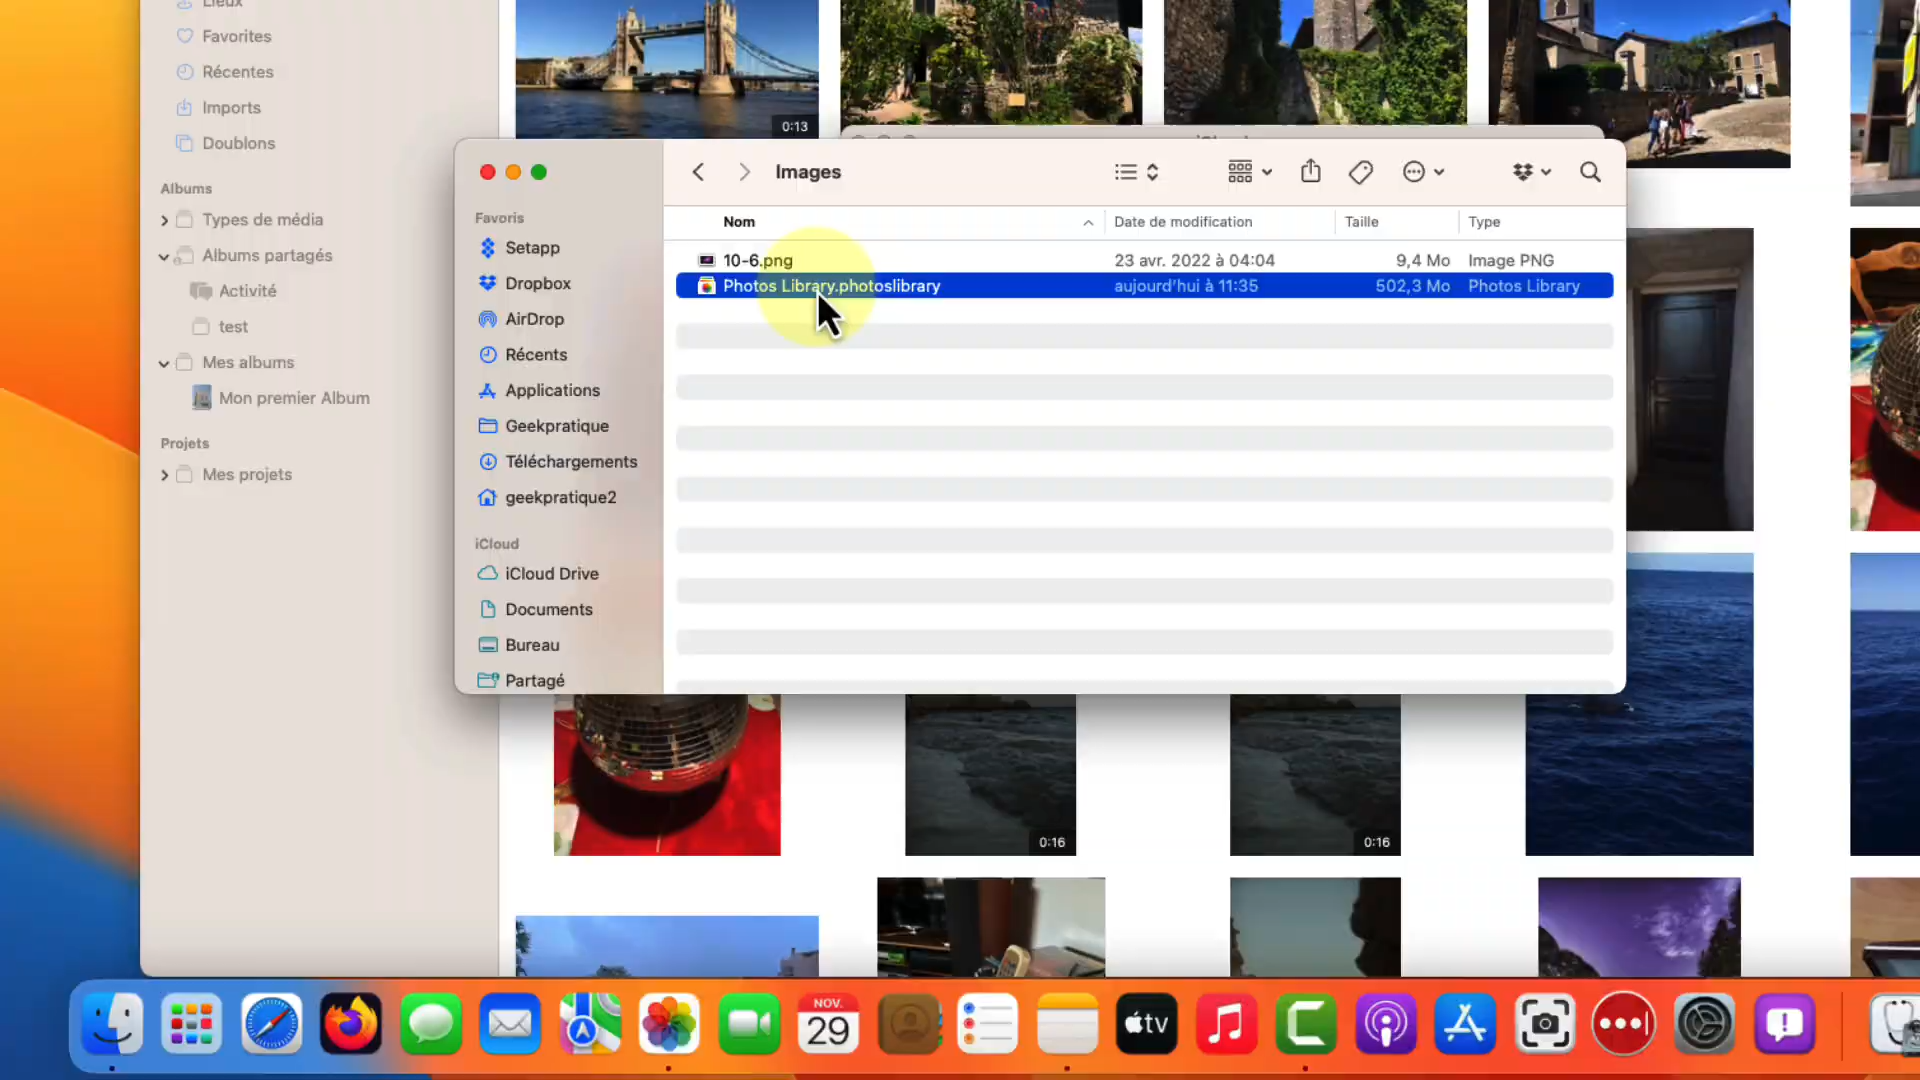 Lieux
Favorites
Récentes
Imports
Doublons
Albums
Types de média
Albums partagés
Activité
test
Mes albums
Mon premier Album
Projets
Mes projets
0:13
Images
Favoris
Setapp
Dropbox
AirDrop
Récents
Applications
Geekpratique
Téléchargements
geekpratique2
iCloud
iCloud Drive
Documents
Bureau
Partagé
Nom Date de modification Taille Type
10-6.png 23 avr. 2022 à 04:04 9,4 Mo Image PNG
Photos Library.photoslibrary aujourd'hui à 11:35 502,3 Mo Photos Library
0:16
0:16
NOV.
29
tv